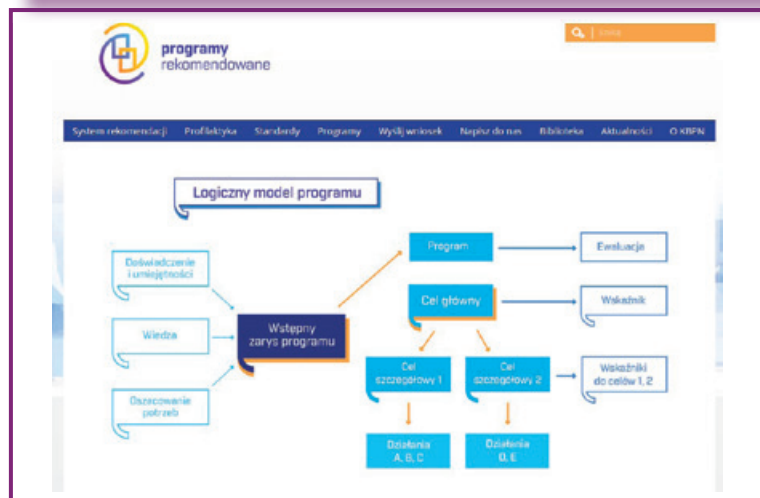 programy
rekomendowane
Szukaj
System rekomendacji Profilaktyka Standardy Programy Wyślij wniosek Napisz do nas Biblioteka Aktualności O KBPN
Logiczny model programu
Doświadczenie
i umiejętności
Wiedza
Oszacowanie
potrzeb
Wstępny
zarys programu
Program
Ewaluacja
Cel główny
Wskaźnik
Cel
szczegółowy 1
Cel
szczegółowy 2
Wskaźniki
do celów 1, 2
Działania
A, B, C
Działania
D, E